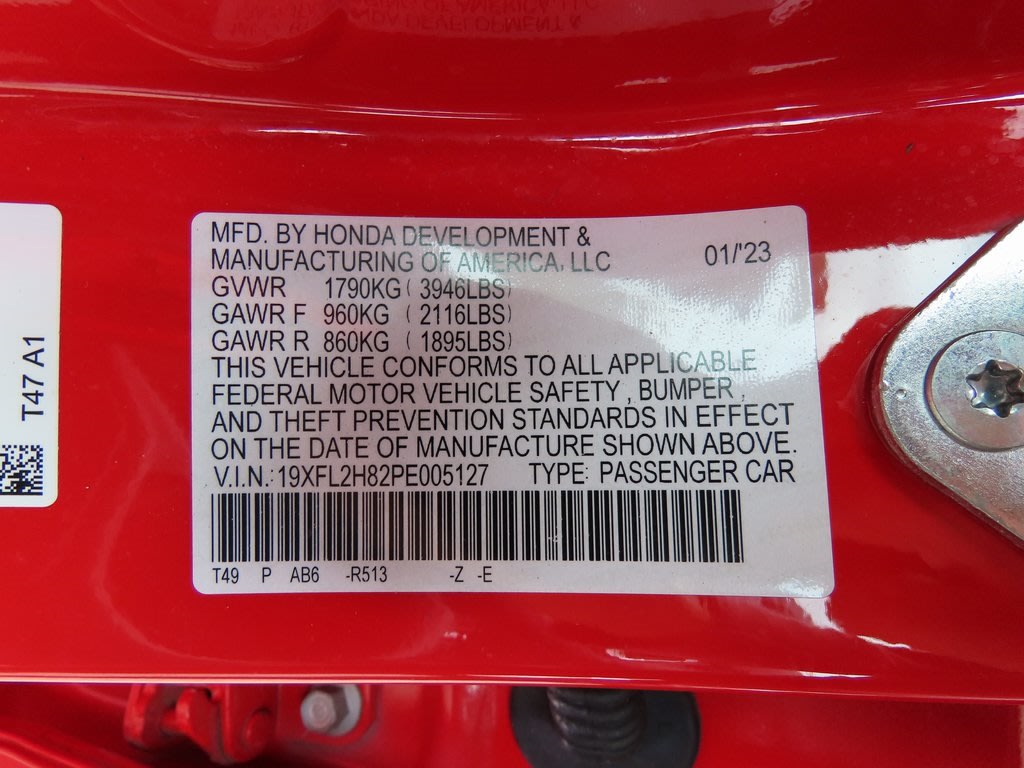 MFD. BY HONDA DEVELOPMENT &
MANUFACTURING OF AMERICA, LLC 01/'23
GVWR 1790KG ( 3946LBS)
GAWR F 960KG ( 2116LBS)
GAWR R 860KG ( 1895LBS)
THIS VEHICLE CONFORMS TO ALL APPLICABLE
FEDERAL MOTOR VEHICLE SAFETY , BUMPER ,
AND THEFT PREVENTION STANDARDS IN EFFECT
ON THE DATE OF MANUFACTURE SHOWN ABOVE.
V.I.N.: 19XFL2H82PE005127 TYPE: PASSENGER CAR
T49 P AB6 -R513 -Z -E
T47 A1